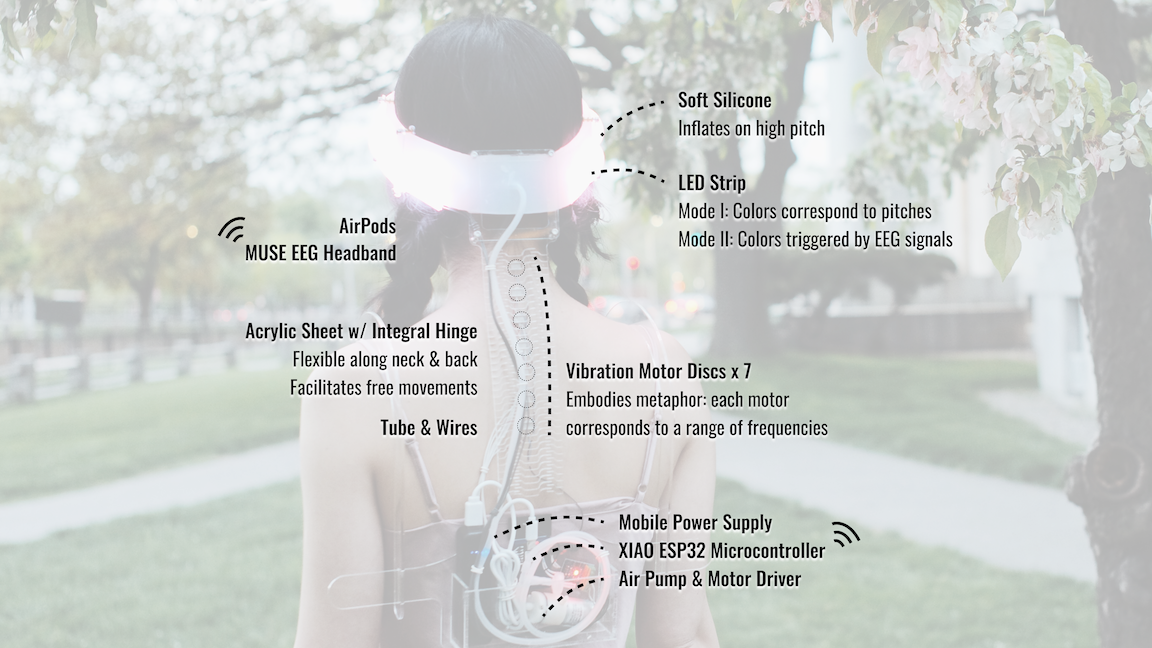 Soft Silicone
Inflates on high pitch
LED Strip
Mode I: Colors correspond to pitches
Mode II: Colors triggered by EEG signals
AirPods
MUSE EEG Headband
Acrylic Sheet w/ Integral Hinge
Flexible along neck & back
Facilitates free movements
Tube & Wires
Vibration Motor Discs x 7
Embodies metaphor: each motor
corresponds to a range of frequencies
Mobile Power Supply
XIAO ESP32 Microcontroller
Air Pump & Motor Driver